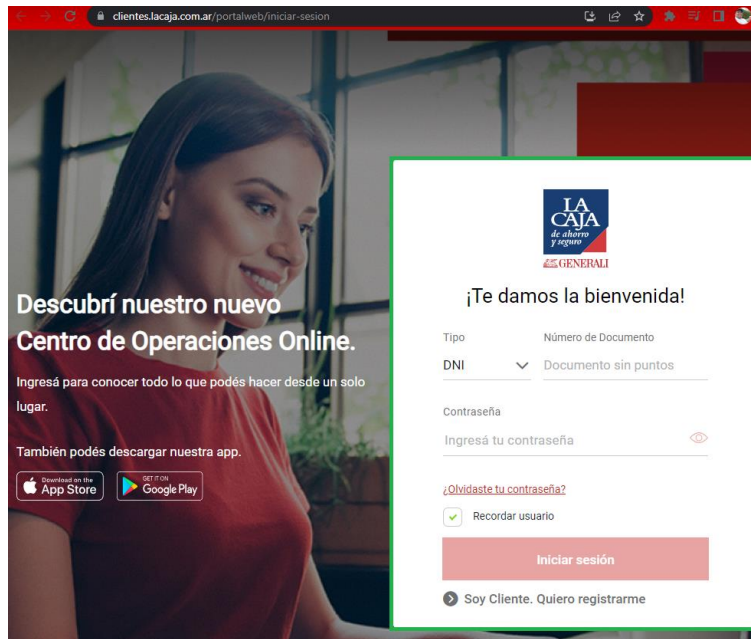 clientes.lacaja.com.ar/portalweb/iniciar-sesion
Descubrí nuestro nuevo
Centro de Operaciones Online.
Ingresá para conocer todo lo que podés hacer desde un solo
lugar.
También podés descargar nuestra app.
Download on the
App Store
GET IT ON
Google Play
LA
CAJA
de ahorro
y seguro
GENERALI
¡Te damos la bienvenida!
Tipo
Número de Documento
DNI
Documento sin puntos
Contraseña
Ingresá tu contraseña
¿Olvidaste tu contraseña?
Recordar usuario
Iniciar sesión
Soy Cliente. Quiero registrarme